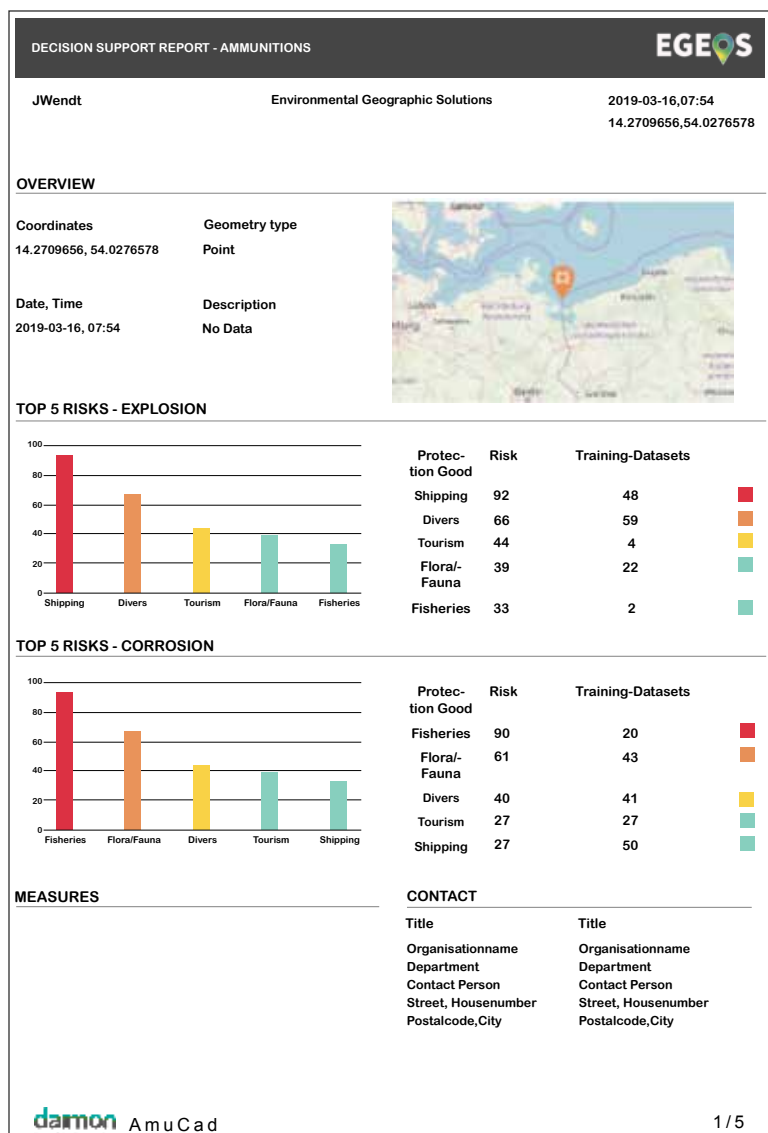 DECISION SUPPORT REPORT - AMMUNITIONS
EGEOS
JWendt
Environmental Geographic Solutions
2019-03-16,07:54
14.2709656,54.0276578
OVERVIEW
Coordinates
Geometry type
14.2709656, 54.0276578
Point
Date, Time
Description
2019-03-16, 07:54
No Data
TOP 5 RISKS - EXPLOSION
100
80
60
40
20
0
Shipping Divers Tourism Flora/Fauna Fisheries
Protec- Risk Training-Datasets
tion Good
Shipping 92 48
Divers 66 59
Tourism 44 4
Flora/- 39 22
Fauna
Fisheries 33 2
TOP 5 RISKS - CORROSION
100
80
60
40
20
0
Fisheries Flora/Fauna Divers Tourism Shipping
Protec- Risk Training-Datasets
tion Good
Fisheries 90 20
Flora/- 61 43
Fauna
Divers 40 41
Tourism 27 27
Shipping 27 50
MEASURES
CONTACT
Title
Organisationname
Department
Contact Person
Street, Housenumber
Postalcode,City
Title
Organisationname
Department
Contact Person
Street, Housenumber
Postalcode,City
daimon AmuCad
1/5